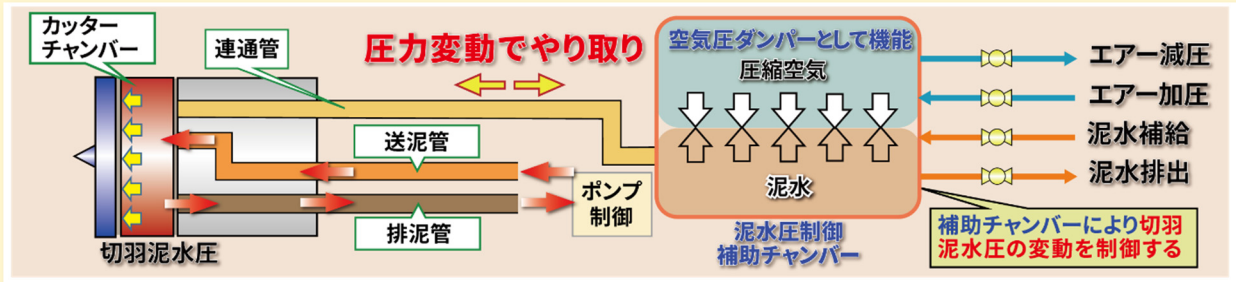 カッター
チャンバー
連通管
圧力変動でやり取り
空気圧ダンパーとして機能
圧縮空気
エアー減圧
エアー加圧
泥水補給
泥水排出
送泥管
ポンプ
制御
泥水
排泥管
切羽泥水圧
泥水圧制御
補助チャンバー
補助チャンバーにより切羽
泥水圧の変動を制御する